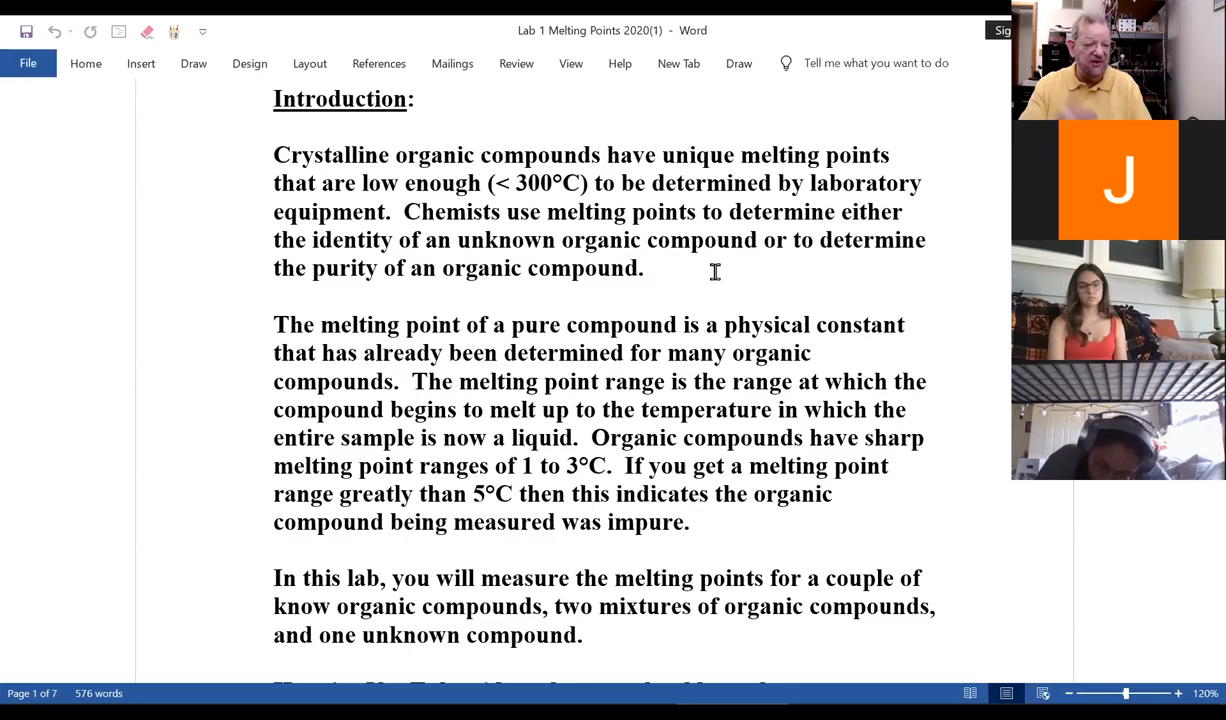 Lab 1 Melting Points 2020(1) - Word
Sig
File Home Insert Draw Design Layout References Mailings Review View Help New Tab Draw Tell me what you want to do
Introduction:
Crystalline organic compounds have unique melting points
that are low enough (< 300°C) to be determined by laboratory
equipment. Chemists use melting points to determine either
the identity of an unknown organic compound or to determine
the purity of an organic compound.
The melting point of a pure compound is a physical constant
that has already been determined for many organic
compounds. The melting point range is the range at which the
compound begins to melt up to the temperature in which the
entire sample is now a liquid. Organic compounds have sharp
melting point ranges of 1 to 3°C. If you get a melting point
range greatly than 5°C then this indicates the organic
compound being measured was impure.
In this lab, you will measure the melting points for a couple of
know organic compounds, two mixtures of organic compounds,
and one unknown compound.
J
Page 1 of 7 576 words
120%